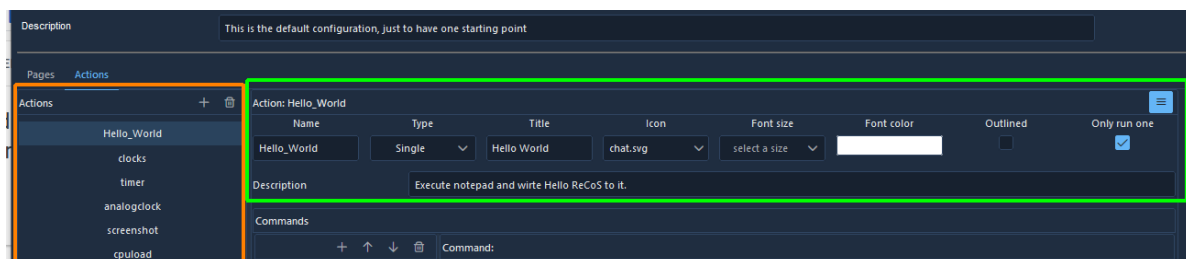 Description This is the default configuration, just to have one starting point
Pages Actions
Actions
Hello_World
clocks
timer
analogclock
screenshot
cpuload
Action: Hello_World
Name Type Title Icon Font size Font color Outlined Only run one
Hello_World Single Hello World chat.svg select a size
Description Execute notepad and wirte Hello ReCoS to it.
Commands
Command: